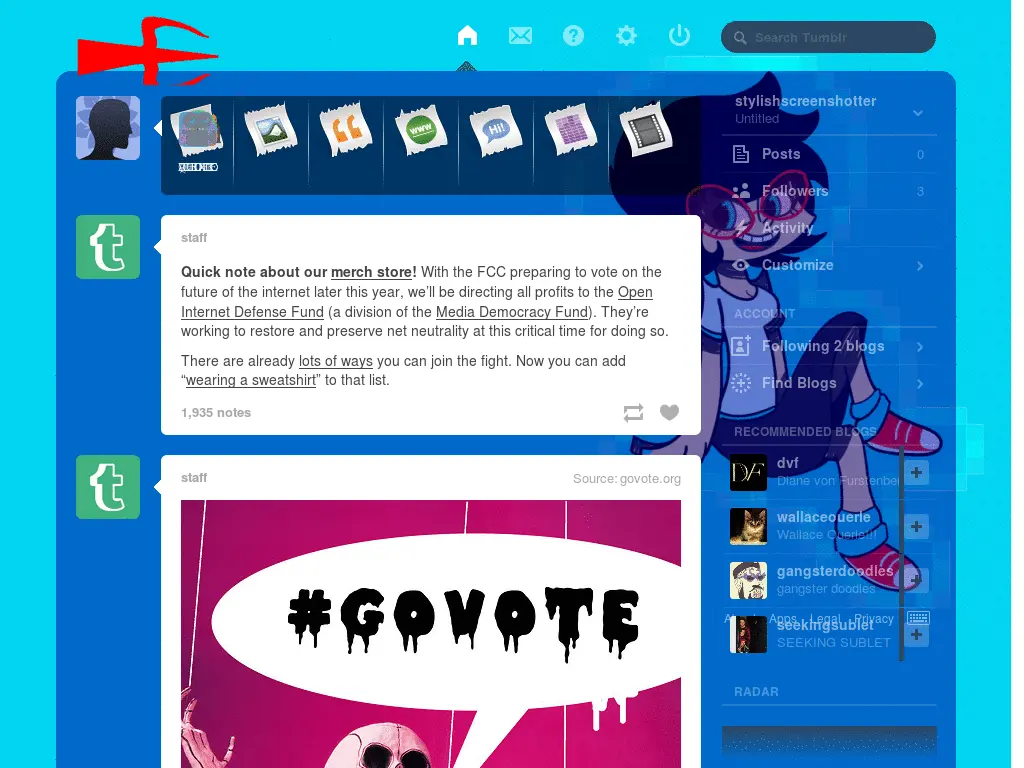 Search Tumblr
stylishscreenshotter
Untitled
www
Hi!
Posts 0
Followers 3
Activity
Customize
ACCOUNT
Following 2 blogs
Find Blogs
RECOMMENDED BLOGS
DVF
dvf
Diane von Furstenber
wallaceouerle
Wallace Querlet!!
gangsterdoodles
gangster doodles
Apps Legal Privacy
seekingsublet
SEEKING SUBLET
RADAR
staff
Quick note about our merch store! With the FCC preparing to vote on the
future of the internet later this year, we’ll be directing all profits to the Open
Internet Defense Fund (a division of the Media Democracy Fund). They’re
working to restore and preserve net neutrality at this critical time for doing so.
There are already lots of ways you can join the fight. Now you can add
“wearing a sweatshirt” to that list.
1,935 notes
staff Source: govote.org
#GOVOTE